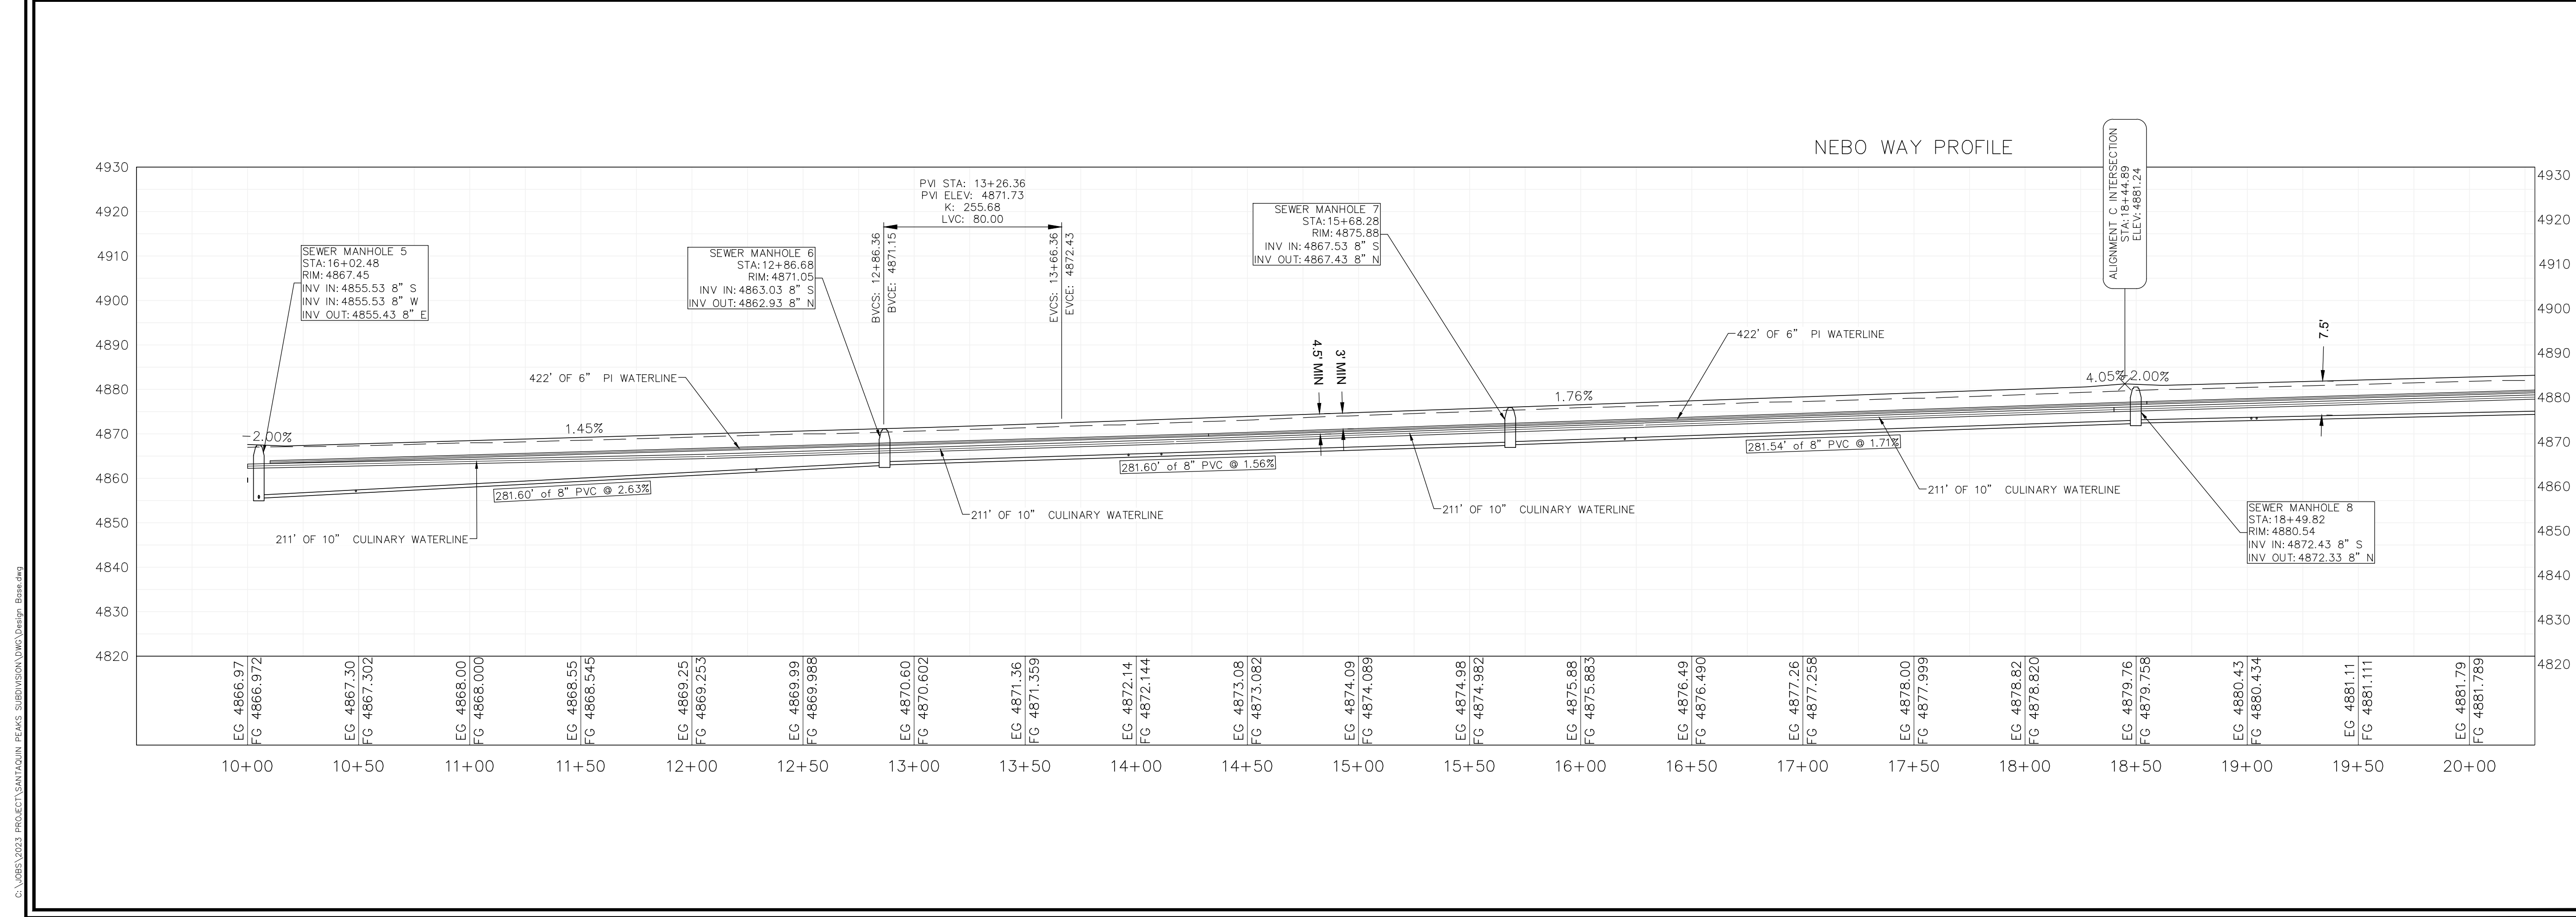 NEBO WAY PROFILE
4930
4920
4910
4900
4890
4880
4870
4860
4850
4840
4830
4820
SEWER MANHOLE 5
STA: 16+02.48
RIM: 4867.45
INV IN: 4855.53 8" S
INV IN: 4855.53 8" W
INV OUT: 4855.43 8" E
SEWER MANHOLE 6
STA: 12+86.68
RIM: 4871.05
INV IN: 4863.03 8" S
INV OUT: 4862.93 8" N
PVI STA: 13+26.36
PVI ELEV: 4871.73
K: 255.68
LVC: 80.00
BVCS: 12+86.36
BVCE: 4871.15
EVCS: 13+66.36
EVCE: 4872.43
SEWER MANHOLE 7
STA: 15+68.28
RIM: 4875.88
INV IN: 4867.53 8" S
INV OUT: 4867.43 8" N
ALIGNMENT C INTERSECTION
STA: 18+44.89
ELEV: 4881.24
422' OF 6" PI WATERLINE
422' OF 6" PI WATERLINE
4.5' MIN
3' MIN
7.5'
-2.00%
1.45%
1.76%
4.05%
-2.00%
281.60' of 8" PVC @ 2.63%
281.60' of 8" PVC @ 1.56%
281.54' of 8" PVC @ 1.71%
211' OF 10" CULINARY WATERLINE
211' OF 10" CULINARY WATERLINE
211' OF 10" CULINARY WATERLINE
211' OF 10" CULINARY WATERLINE
SEWER MANHOLE 8
STA: 18+49.82
RIM: 4880.54
INV IN: 4872.43 8" S
INV OUT: 4872.33 8" N
4930
4920
4910
4900
4890
4880
4870
4860
4850
4840
4830
4820
EG 4866.97
FG 4866.972
EG 4867.30
FG 4867.302
EG 4868.00
FG 4868.000
EG 4868.55
FG 4868.545
EG 4869.25
FG 4869.253
EG 4869.99
FG 4869.988
EG 4870.60
FG 4870.602
EG 4871.36
FG 4871.359
EG 4872.14
FG 4872.144
EG 4873.08
FG 4873.082
EG 4874.09
FG 4874.089
EG 4874.98
FG 4874.982
EG 4875.88
FG 4875.883
EG 4876.49
FG 4876.490
EG 4877.26
FG 4877.258
EG 4878.00
FG 4877.999
EG 4878.82
FG 4878.820
EG 4879.76
FG 4879.758
EG 4880.43
FG 4880.434
EG 4881.11
FG 4881.111
EG 4881.79
FG 4881.789
10+00
10+50
11+00
11+50
12+00
12+50
13+00
13+50
14+00
14+50
15+00
15+50
16+00
16+50
17+00
17+50
18+00
18+50
19+00
19+50
20+00
C:\JOBS\2023 PROJECT\SANTAQUIN PEAKS SUBDIVISION\DWG\Design Base.dwg